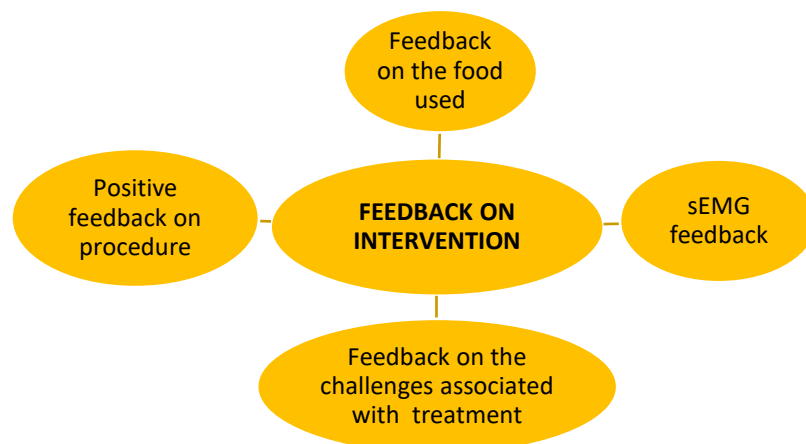 Feedback
on the food
used
Positive
feedback on
procedure
FEEDBACK ON
INTERVENTION
sEMG
feedback
Feedback on the
challenges associated
with treatment